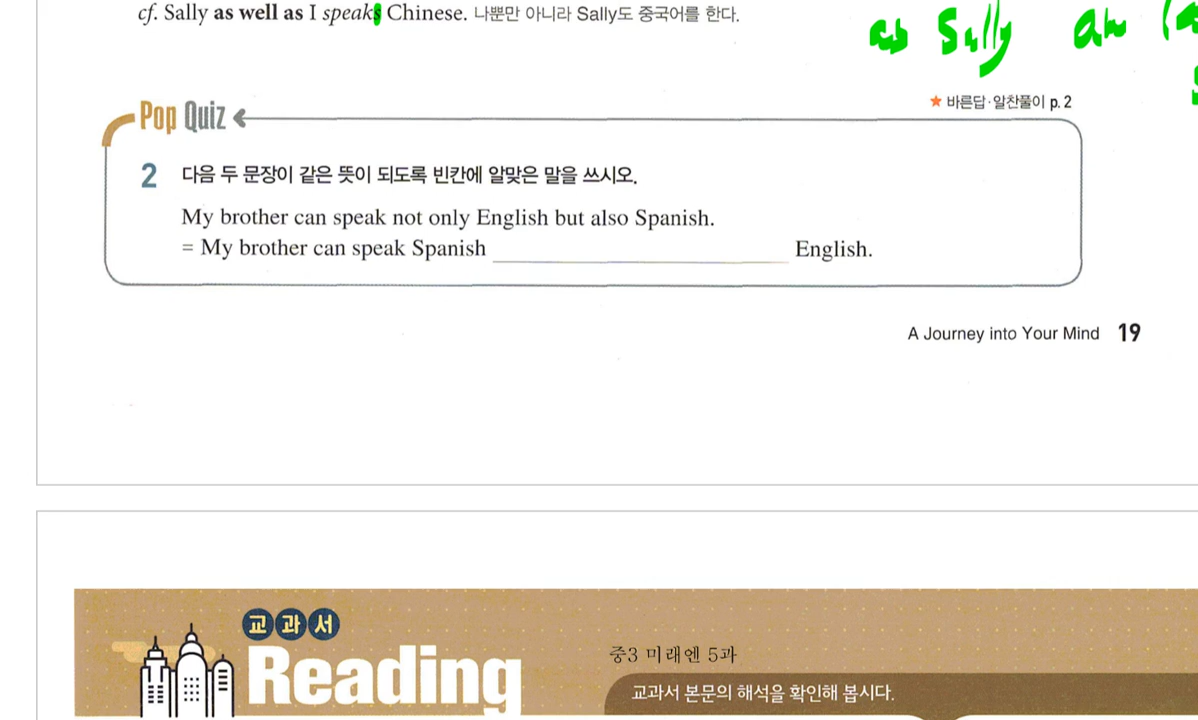 cf. Sally as well as I speaks Chinese. 나뿐만 아니라 Sally도 중국어를 한다.
as Sally
Pop Quiz
★ 바른답·알찬풀이 p. 2
2 다음 두 문장이 같은 뜻이 되도록 빈칸에 알맞은 말을 쓰시오.
My brother can speak not only English but also Spanish.
= My brother can speak Spanish ____________ English.
A Journey into Your Mind 19
교과서
Reading
중3 미래엔 5과
교과서 본문의 해석을 확인해 봅시다.